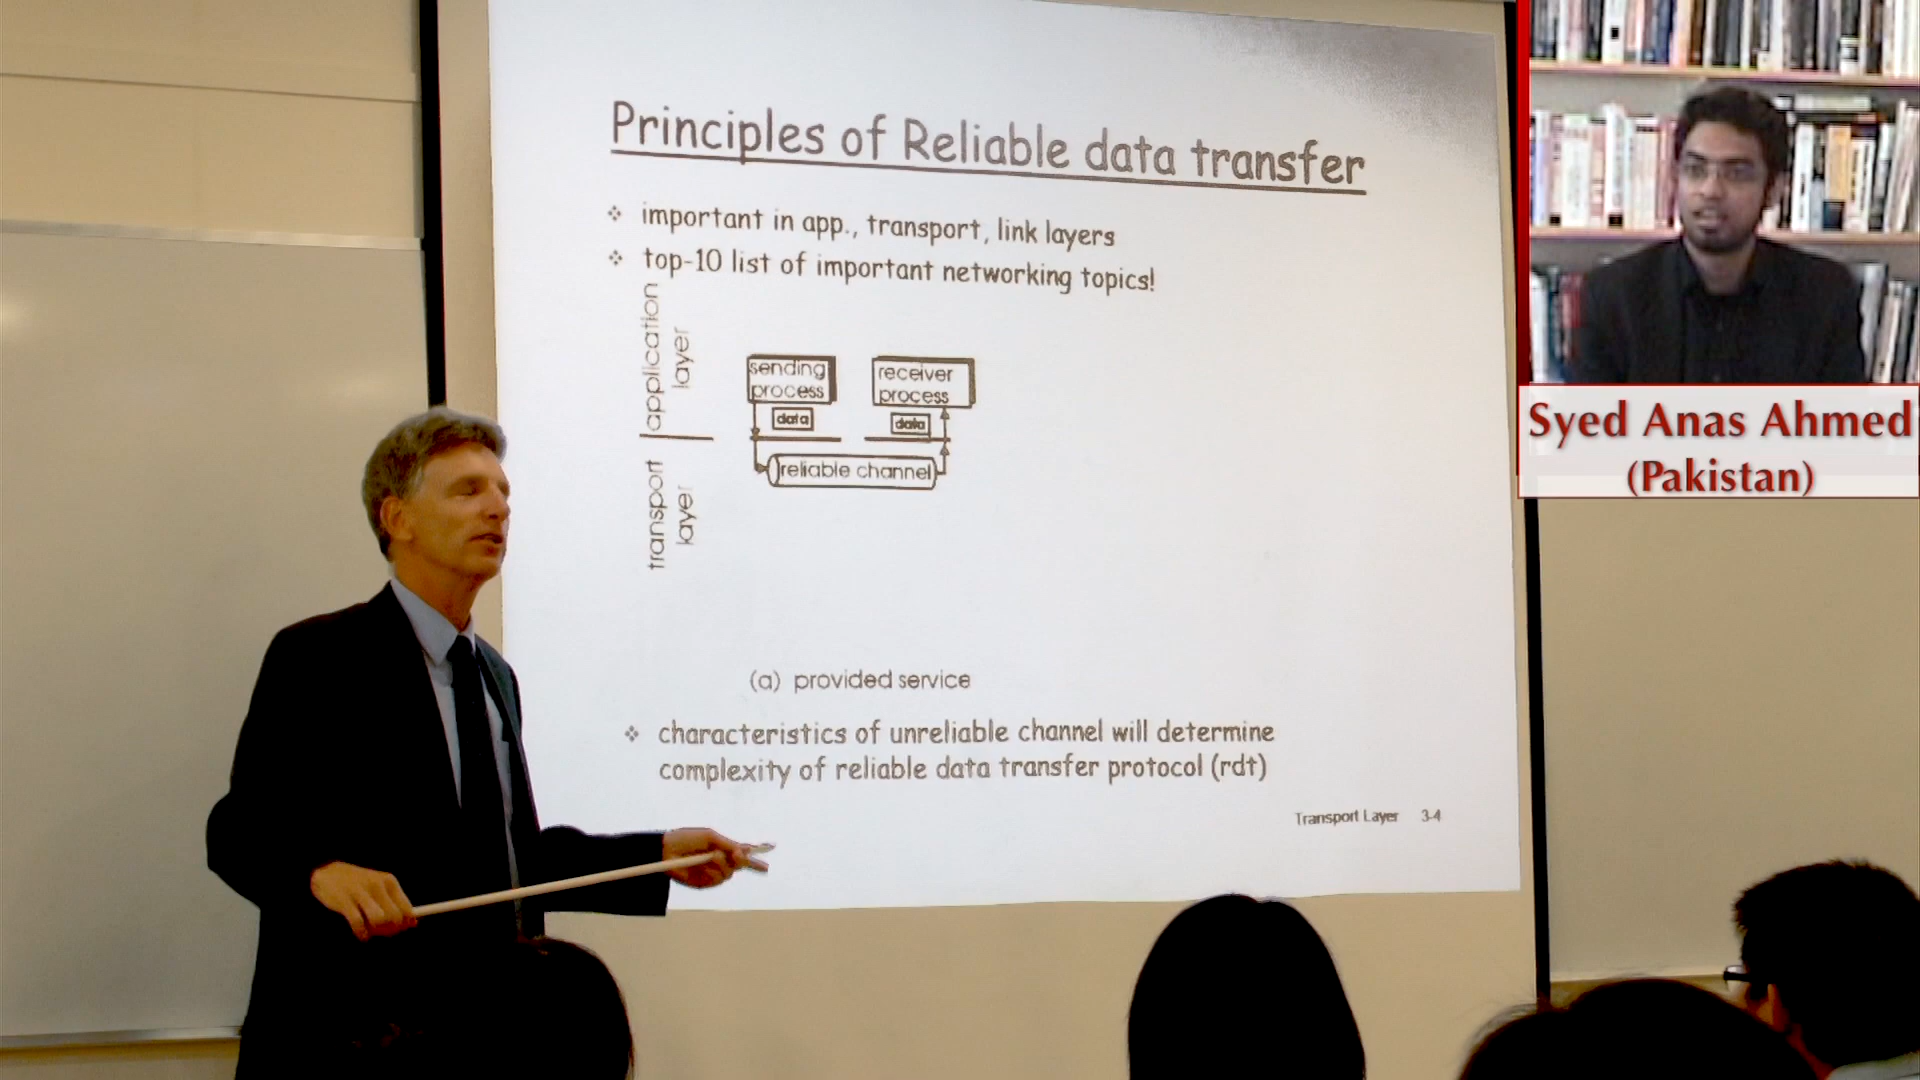 Principles of Reliable data transfer
❖ important in app., transport, link layers
❖ top-10 list of important networking topics!
application
layer
sending
process
receiver
process
data
data
transport
layer
reliable channel
(a) provided service
❖ characteristics of unreliable channel will determine
complexity of reliable data transfer protocol (rdt)
Transport Layer 3-4
Syed Anas Ahmed
(Pakistan)